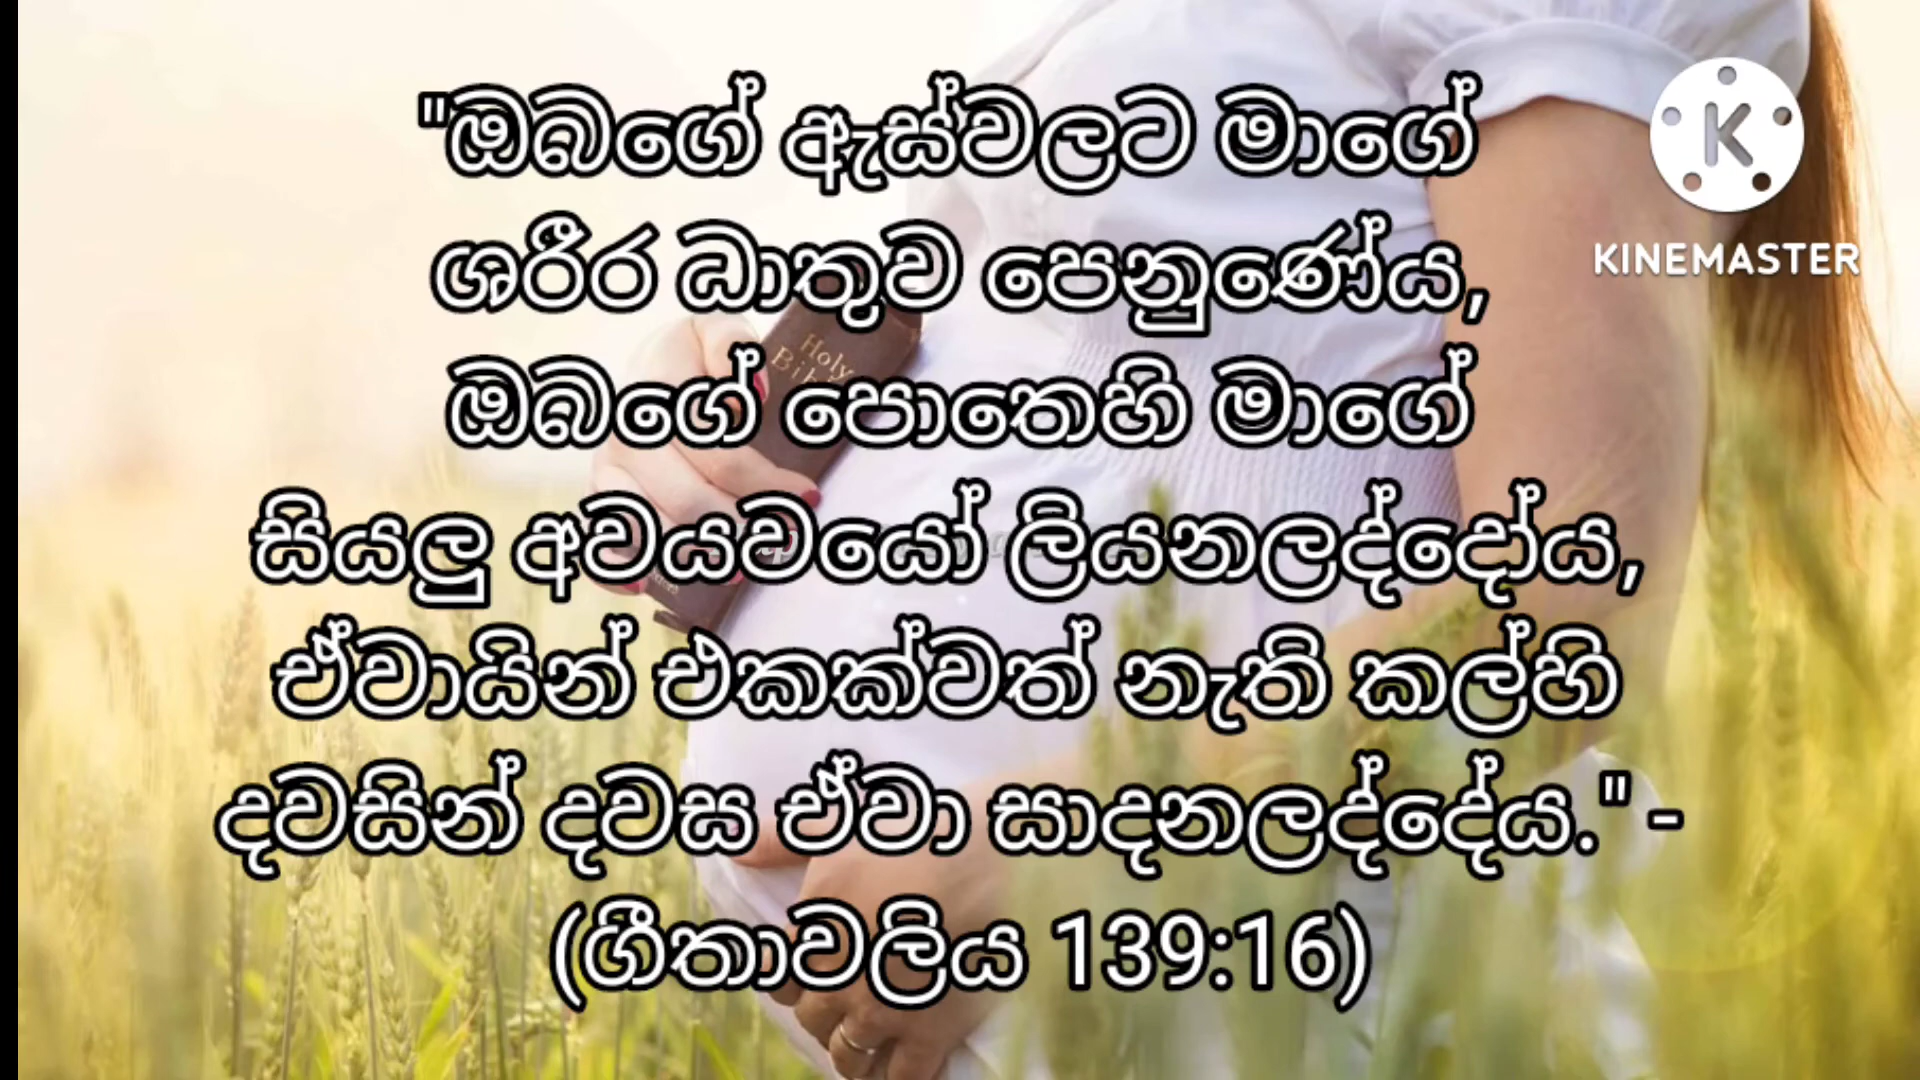 "ඔබගේ ඇස්වලට මාගේ
ශරීර ධාතුව පෙනුණේය,
ඔබගේ පොතෙහි මාගේ
සියලු අවයවයෝ ලියනලද්දෝය,
ඒවායින් එකක්වත් නැති කල්හි
දවසින් දවස ඒවා සාදනලද්දේය." -
(ගීතාවලිය 139:16)
K
KINEMASTER
Holy